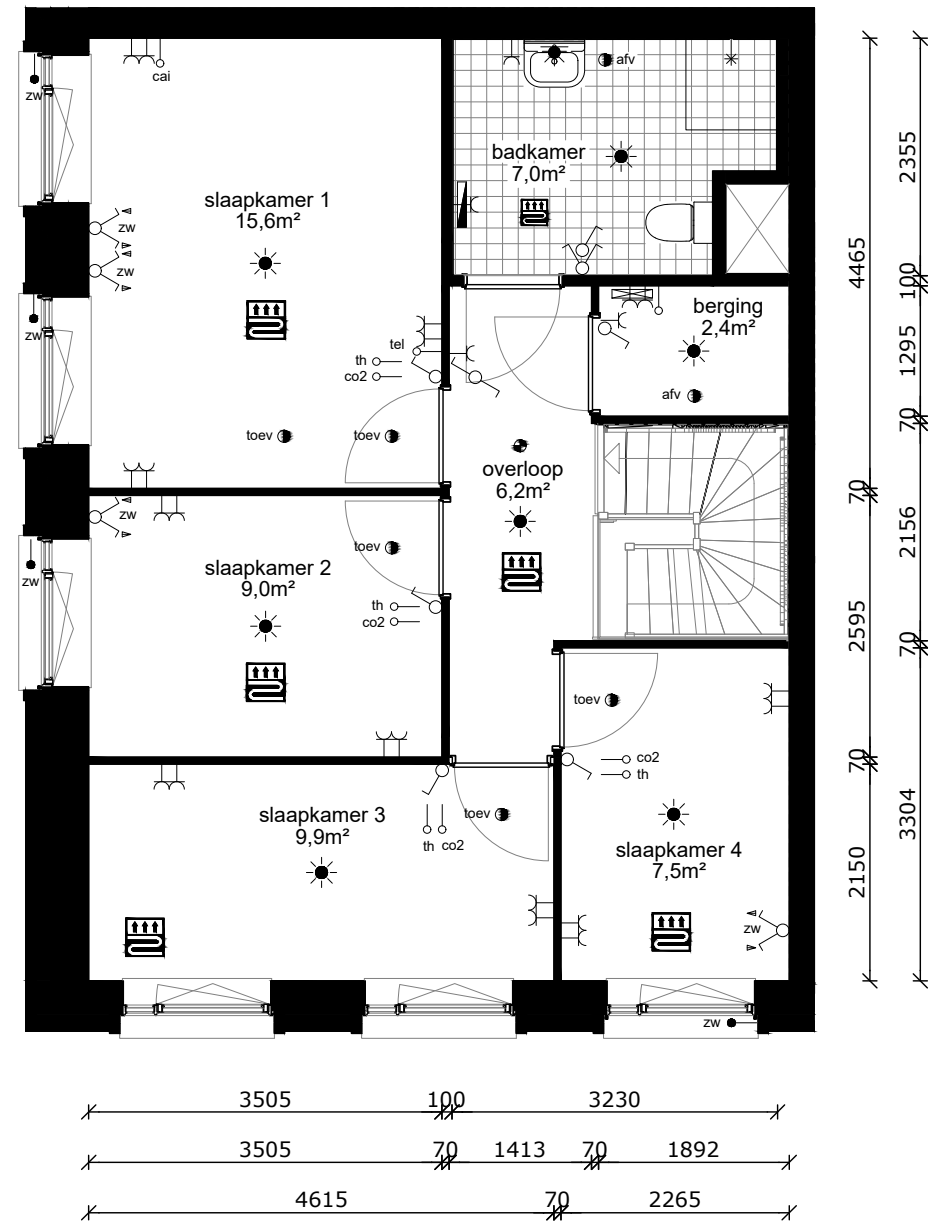 cai
afv
zw
badkamer
7,0m²
slaapkamer 1
15,6m²
zw
zw
berging
2,4m²
zw
tel
th
co2
afv
toev
toev
overloop
6,2m²
zw
toev
slaapkamer 2
9,0m²
zw
th
co2
toev
co2
th
slaapkamer 3
9,9m²
toev
th co2
slaapkamer 4
7,5m²
zw
zw
4465
70
2595
70
2150
2355
100
1295
70
2156
70
3304
3505 100 3230
3505 70 1413 70 1892
4615 70 2265